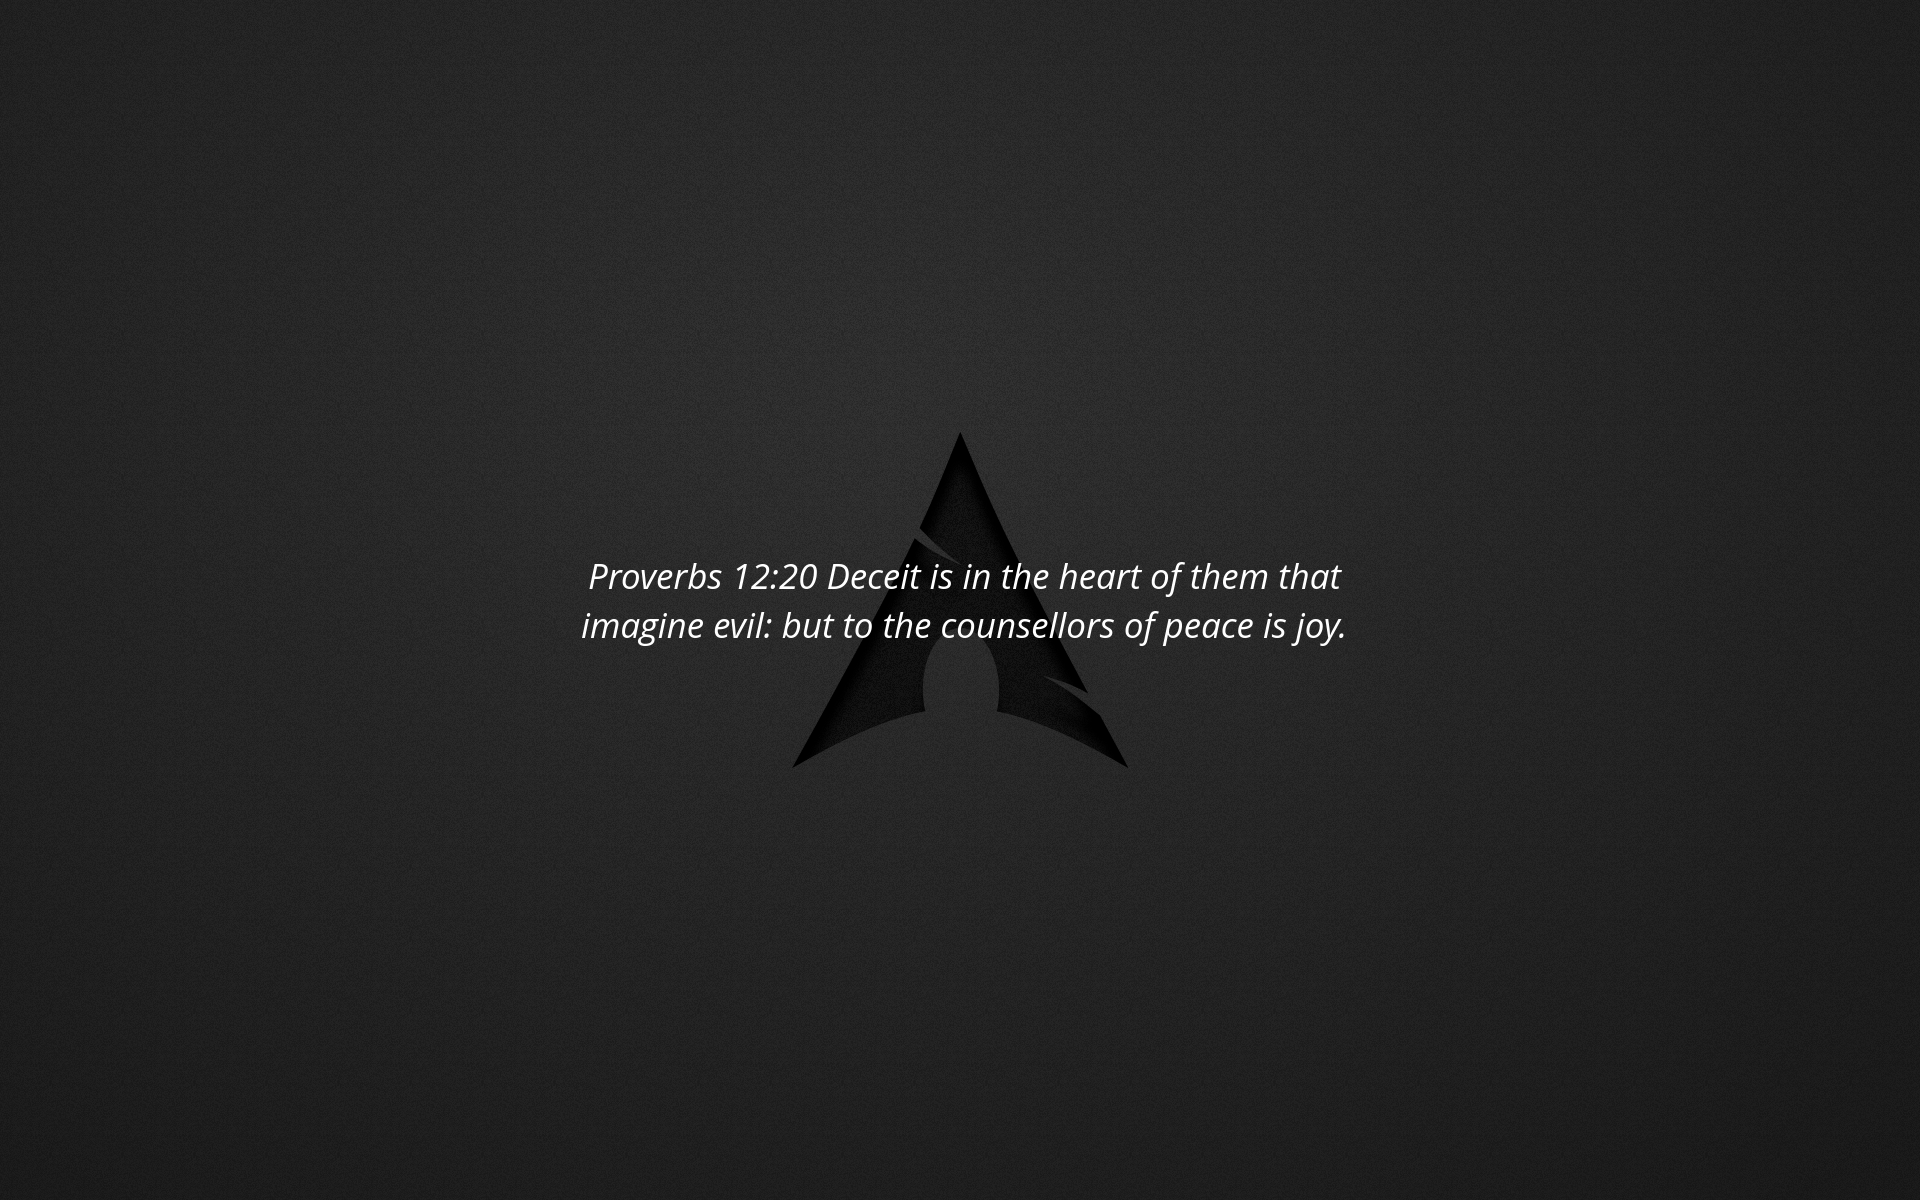 Proverbs 12:20 Deceit is in the heart of them that
imagine evil: but to the counsellors of peace is joy.